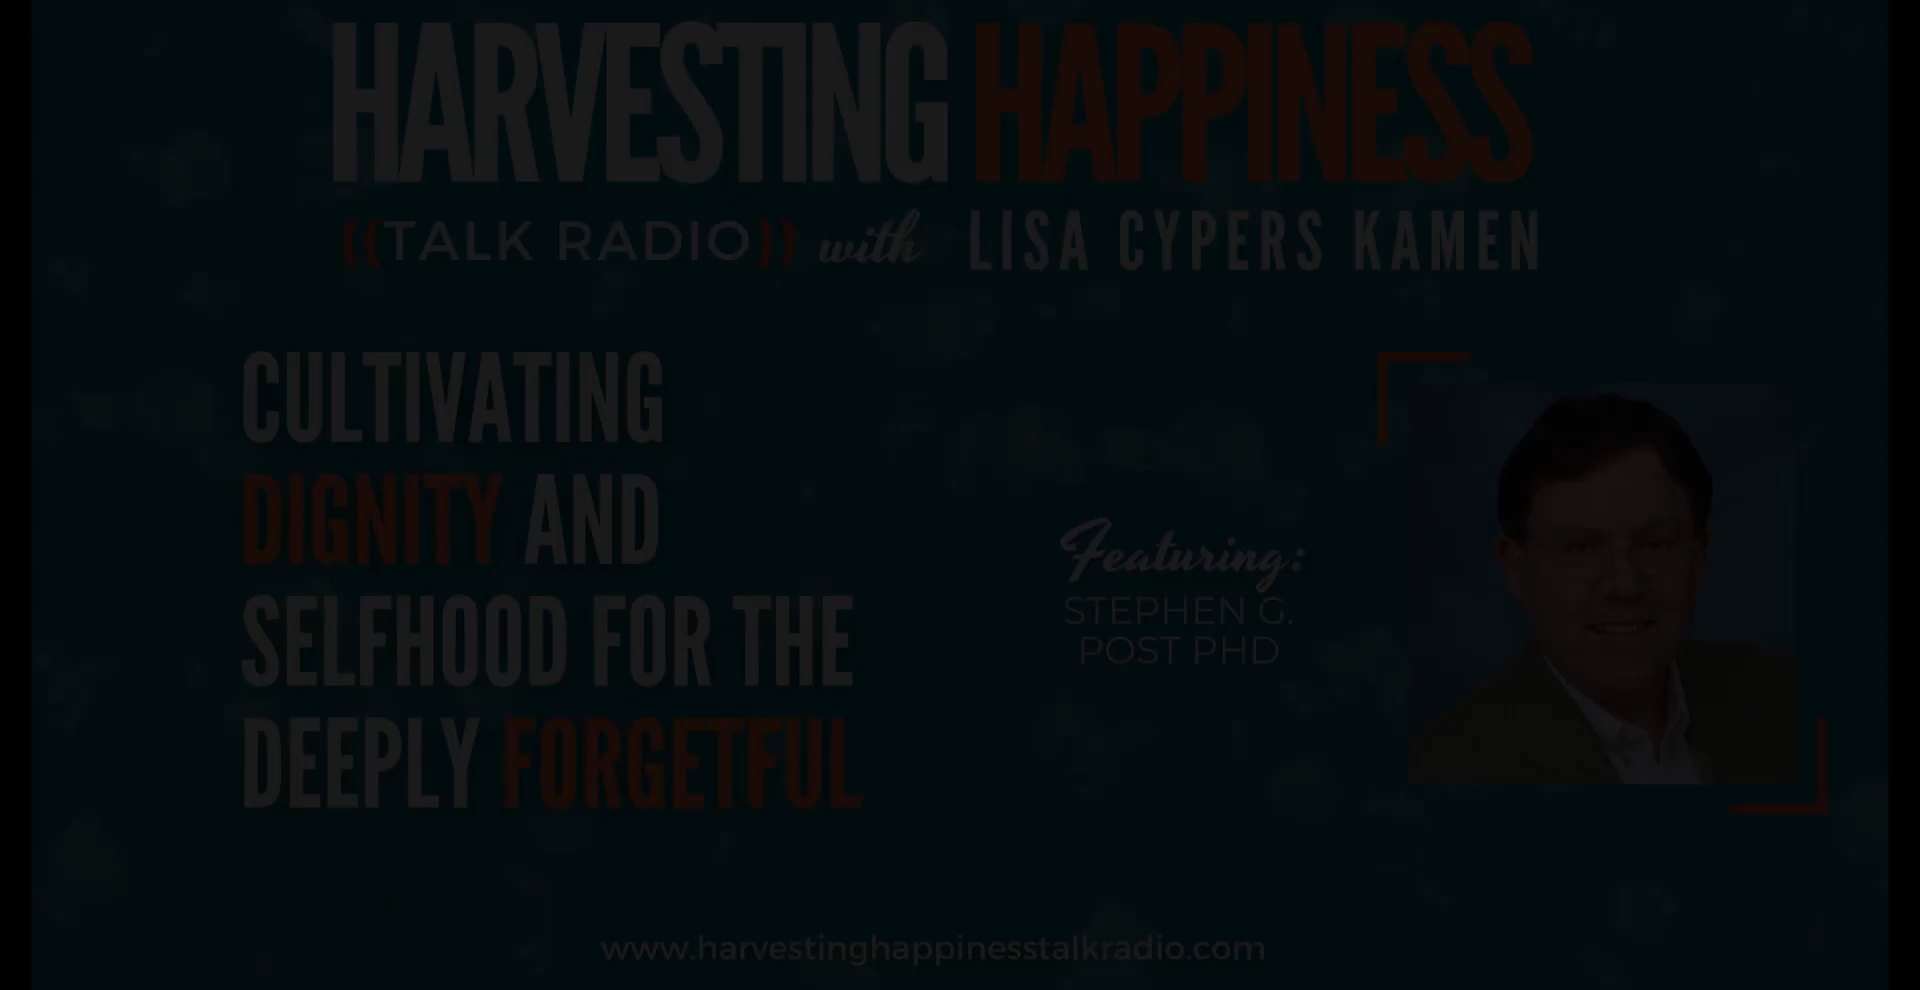 HARVESTING HAPPINESS
((TALK RADIO)) with LISA CYPERS KAMEN
CULTIVATING
DIGNITY AND
SELFHOOD FOR THE
DEEPLY FORGETFUL
Featuring:
STEPHEN G.
POST PHD
www.harvestinghappinesstalkradio.com